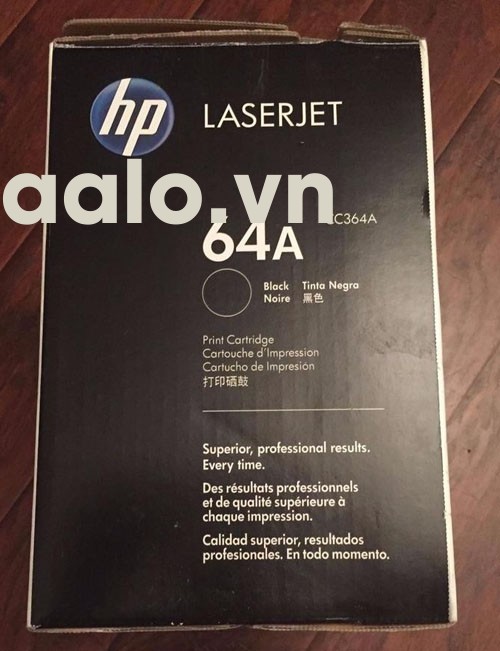 hp
LASERJET
aalo.vn
CC364A
64A
Black Tinta Negra
Noire 黑色
Print Cartridge
Cartouche d'Impression
Cartucho de Impresión
打印硒鼓
Superior, professional results.
Every time.
Des résultats professionnels
et de qualité supérieure à
chaque impression.
Calidad superior, resultados
profesionales. En todo momento.